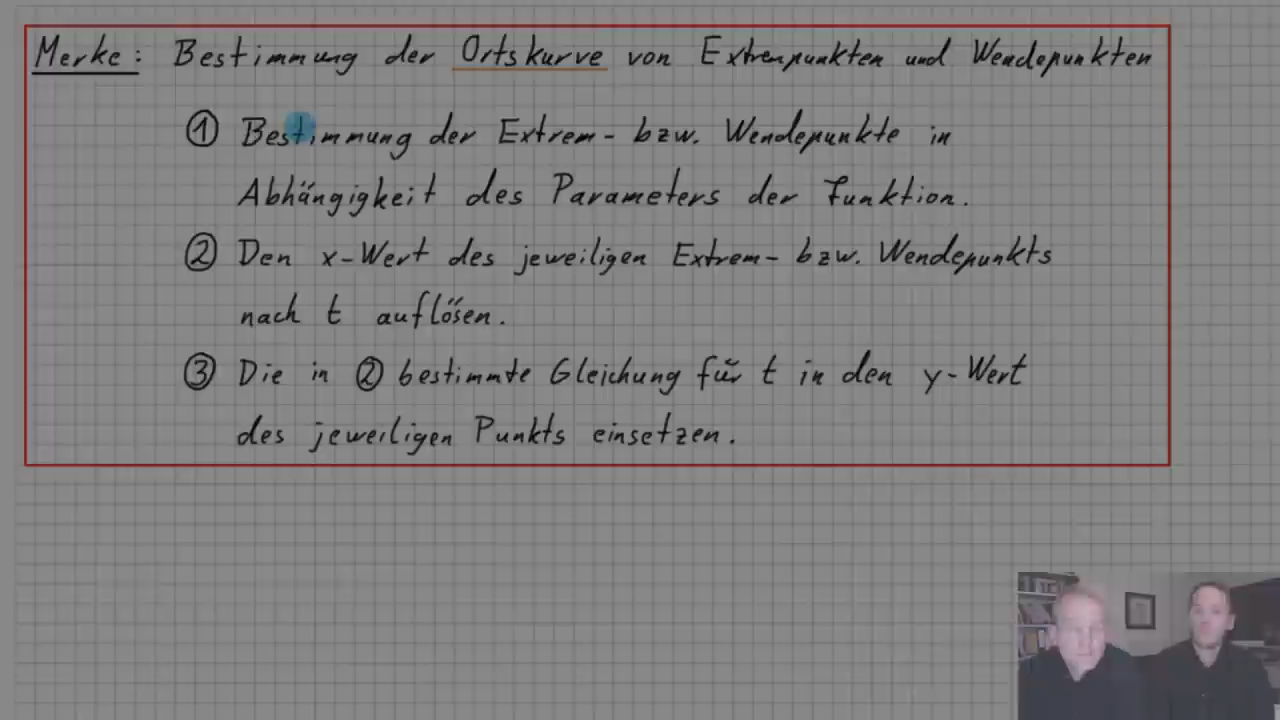 Merke: Bestimmung der Ortskurve von Extrempunkten und Wendepunkten
① Bestimmung der Extrem- bzw. Wendepunkte in
Abhängigkeit des Parameters der Funktion.
② Den x-Wert des jeweiligen Extrem- bzw. Wendepunkts
nach t auflösen.
③ Die in ② bestimmte Gleichung für t in den y-Wert
des jeweiligen Punkts einsetzen.